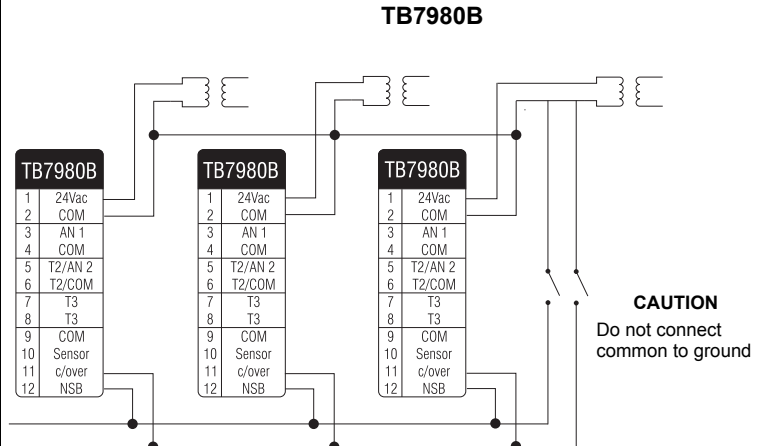 TB7980B
TB7980B
1 24Vac
2 COM
3 AN 1
4 COM
5 T2/AN 2
6 T2/COM
7 T3
8 T3
9 COM
10 Sensor
11 c/over
12 NSB
TB7980B
1 24Vac
2 COM
3 AN 1
4 COM
5 T2/AN 2
6 T2/COM
7 T3
8 T3
9 COM
10 Sensor
11 c/over
12 NSB
TB7980B
1 24Vac
2 COM
3 AN 1
4 COM
5 T2/AN 2
6 T2/COM
7 T3
8 T3
9 COM
10 Sensor
11 c/over
12 NSB
CAUTION
Do not connect
common to ground